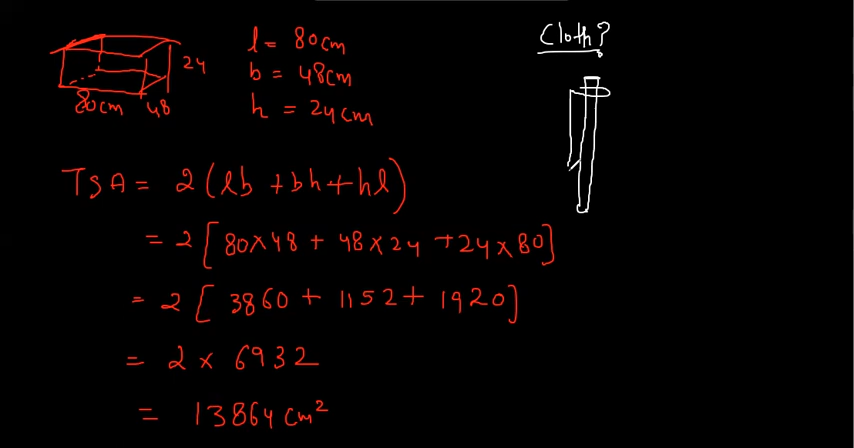 24
80cm 48
l = 80cm
b = 48cm
h = 24cm
Cloth?
TSA = 2 (lb + bh + hl)
= 2 [80×48 + 48×24 + 24×80]
= 2 [3860 + 1152 + 1920]
= 2 × 6932
= 13864 cm²